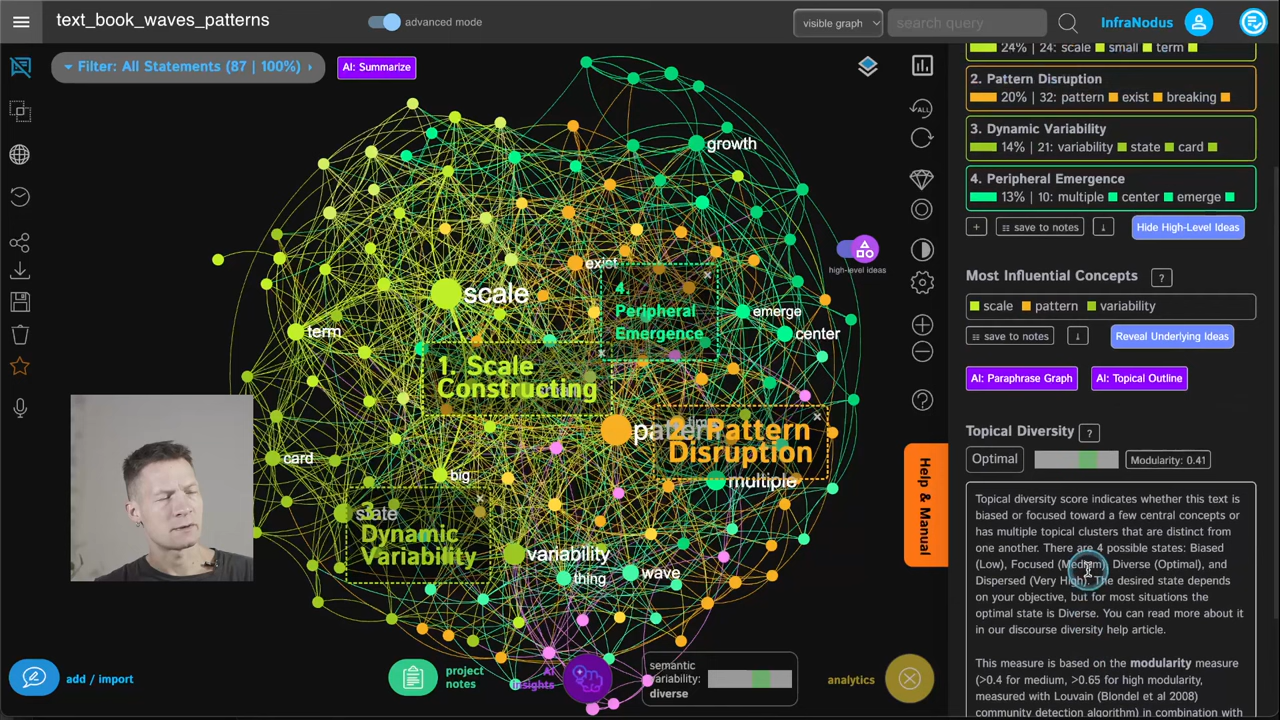 text_book_waves_patterns
advanced mode
visible graph
search query
InfraNodus
Filter: All Statements (87 | 100%)
AI: Summarize
growth
exist
scale
4.
Peripheral
Emergence
emerge
center
term
1. Scale
Constructing
pattern
time
2. Pattern
Disruption
card
big
multiple
state
Dynamic
Variability
variability
thing
wave
high-level ideas
Help & Manual
add / import
project
notes
AI
insights
semantic
variability:
diverse
analytics
24% | 24: scale small term
2. Pattern Disruption
20% | 32: pattern exist breaking
3. Dynamic Variability
14% | 21: variability state card
4. Peripheral Emergence
13% | 10: multiple center emerge
+ save to notes ↓ Hide High-Level Ideas
Most Influential Concepts ?
scale pattern variability
save to notes ↓ Reveal Underlying Ideas
AI: Paraphrase Graph AI: Topical Outline
Topical Diversity ?
Optimal Modularity: 0.41
Topical diversity score indicates whether this text is
biased or focused toward a few central concepts or
has multiple topical clusters that are distinct from
one another. There are 4 possible states: Biased
(Low), Focused (Medium), Diverse (Optimal), and
Dispersed (Very High). The desired state depends
on your objective, but for most situations the
optimal state is Diverse. You can read more about it
in our discourse diversity help article.
This measure is based on the modularity measure
(>0.4 for medium, >0.65 for high modularity,
measured with Louvain (Blondel et al 2008)
community detection algorithm) in combination with